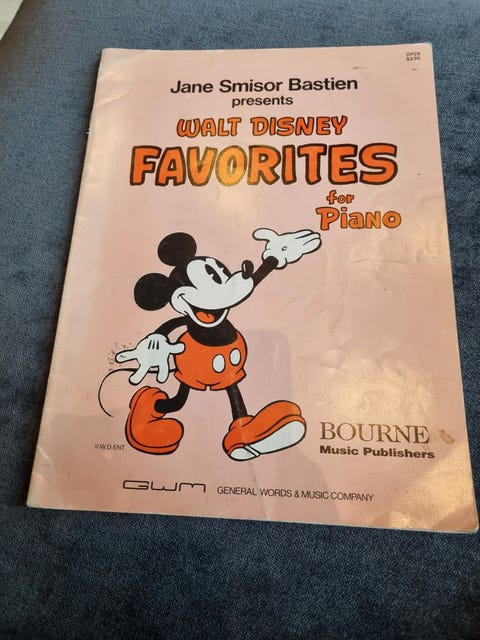 GP28
$3.95
Jane Smisor Bastien
presents
WALT DISNEY
FAVORITES
for
Piano
© W.D. ENT.
BOURNE
Music Publishers
GWM GENERAL WORDS & MUSIC COMPANY